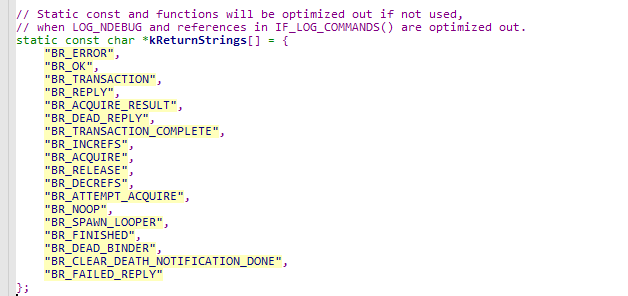 // Static const and functions will be optimized out if not used,
// when LOG_NDEBUG and references in IF_LOG_COMMANDS() are optimized out.
static const char *kReturnStrings[] = {
    "BR_ERROR",
    "BR_OK",
    "BR_TRANSACTION",
    "BR_REPLY",
    "BR_ACQUIRE_RESULT",
    "BR_DEAD_REPLY",
    "BR_TRANSACTION_COMPLETE",
    "BR_INCREFS",
    "BR_ACQUIRE",
    "BR_RELEASE",
    "BR_DECREFS",
    "BR_ATTEMPT_ACQUIRE",
    "BR_NOOP",
    "BR_SPAWN_LOOPER",
    "BR_FINISHED",
    "BR_DEAD_BINDER",
    "BR_CLEAR_DEATH_NOTIFICATION_DONE",
    "BR_FAILED_REPLY"
};